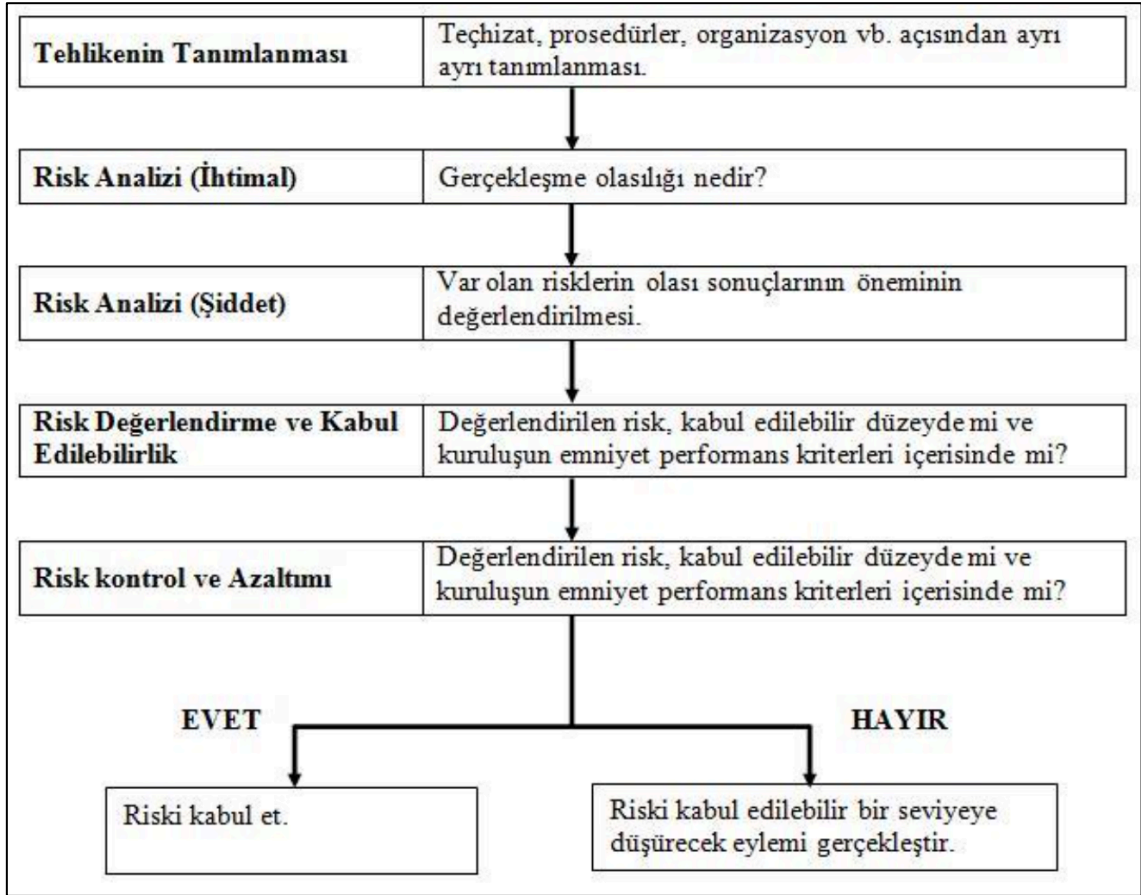 Tehlikenin Tanımlanması
Teçhizat, prosedürler, organizasyon vb. açısından ayrı
ayrı tanımlanması.
Risk Analizi (İhtimal)
Gerçekleşme olasılığı nedir?
Risk Analizi (Şiddet)
Var olan risklerin olası sonuçlarının öneminin
değerlendirilmesi.
Risk Değerlendirme ve Kabul
Edilebilirlik
Değerlendirilen risk, kabul edilebilir düzeyde mi ve
kuruluşun emniyet performans kriterleri içerisinde mi?
Risk kontrol ve Azaltımı
Değerlendirilen risk, kabul edilebilir düzeyde mi ve
kuruluşun emniyet performans kriterleri içerisinde mi?
EVET
HAYIR
Riski kabul et.
Riski kabul edilebilir bir seviyeye
düşürecek eylemi gerçekleştir.